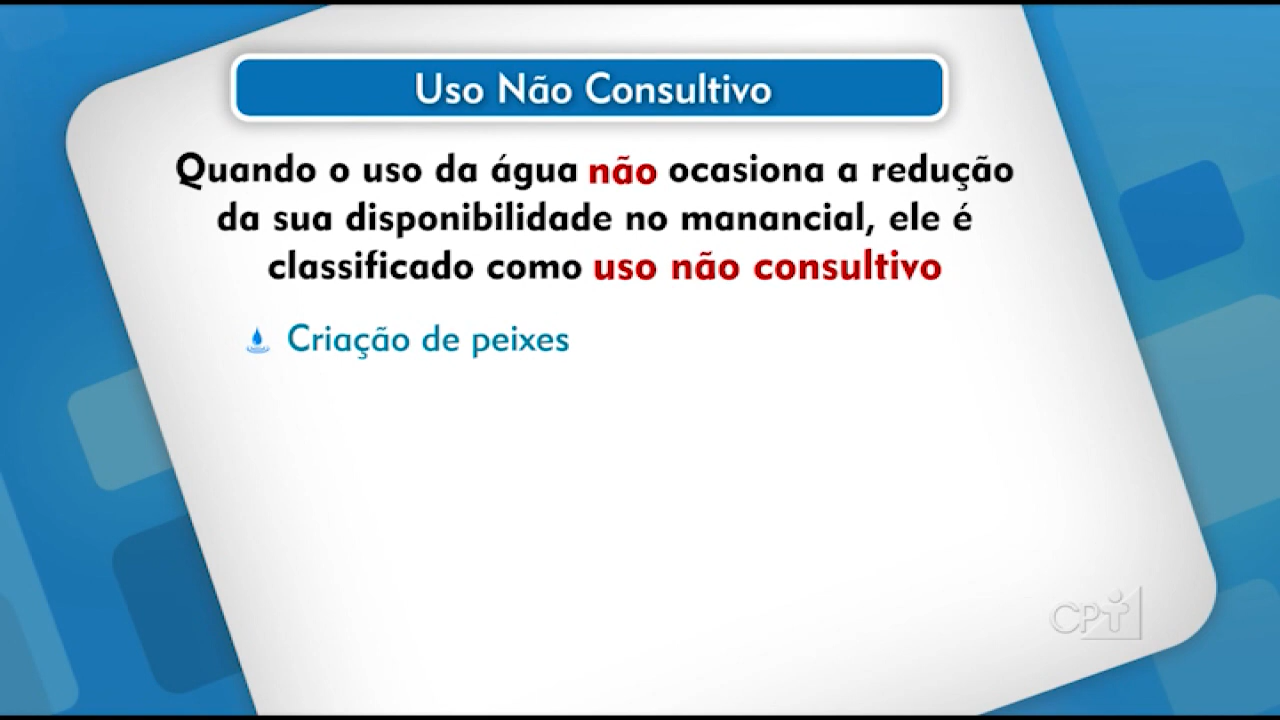 Uso Não Consultivo
Quando o uso da água não ocasiona a redução
da sua disponibilidade no manancial, ele é
classificado como uso não consultivo
Criação de peixes
CPT